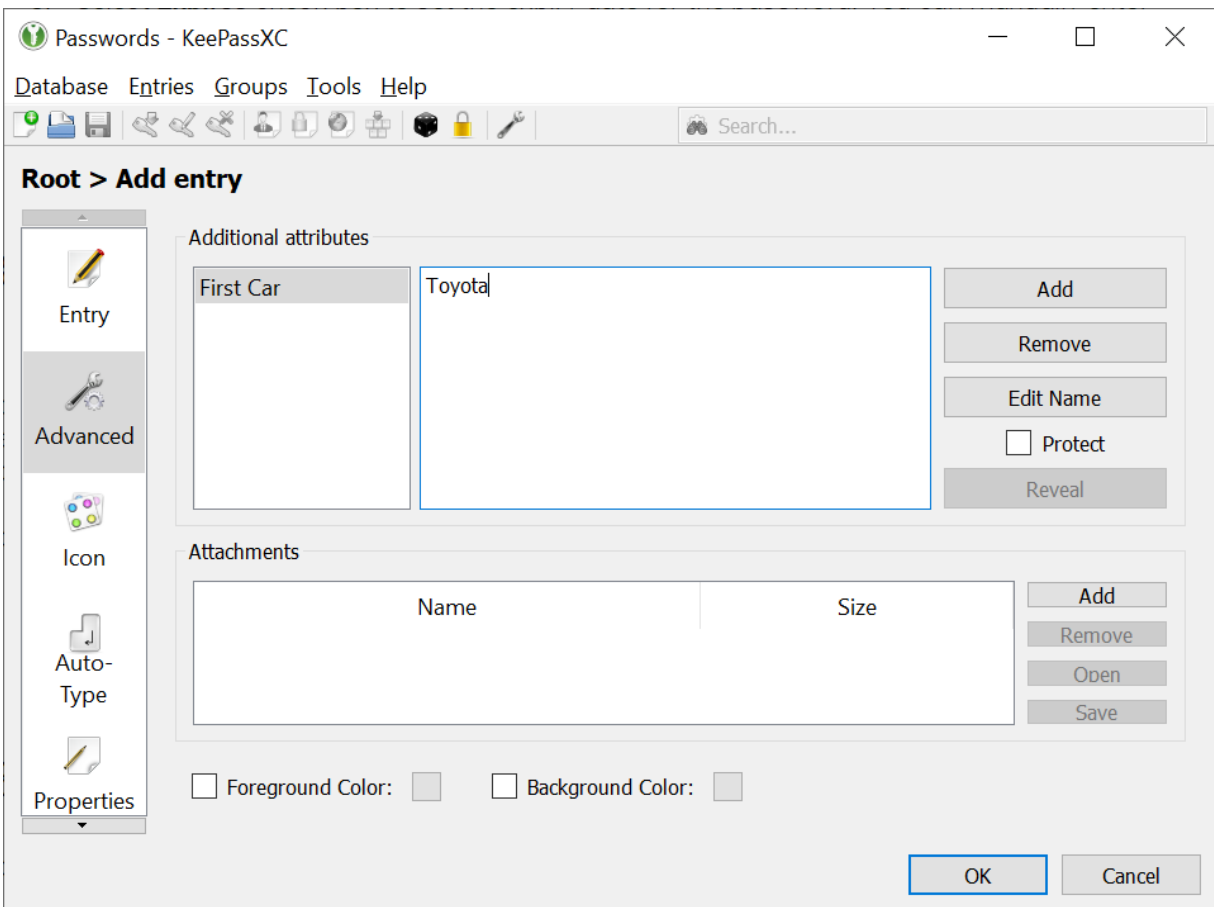 Passwords - KeePassXC
Database Entries Groups Tools Help
Search...
Root > Add entry
Entry
Advanced
Icon
Auto-
Type
Properties
Additional attributes
First Car
Toyota
Add
Remove
Edit Name
Protect
Reveal
Attachments
Name Size
Add
Remove
Open
Save
Foreground Color: Background Color:
OK Cancel